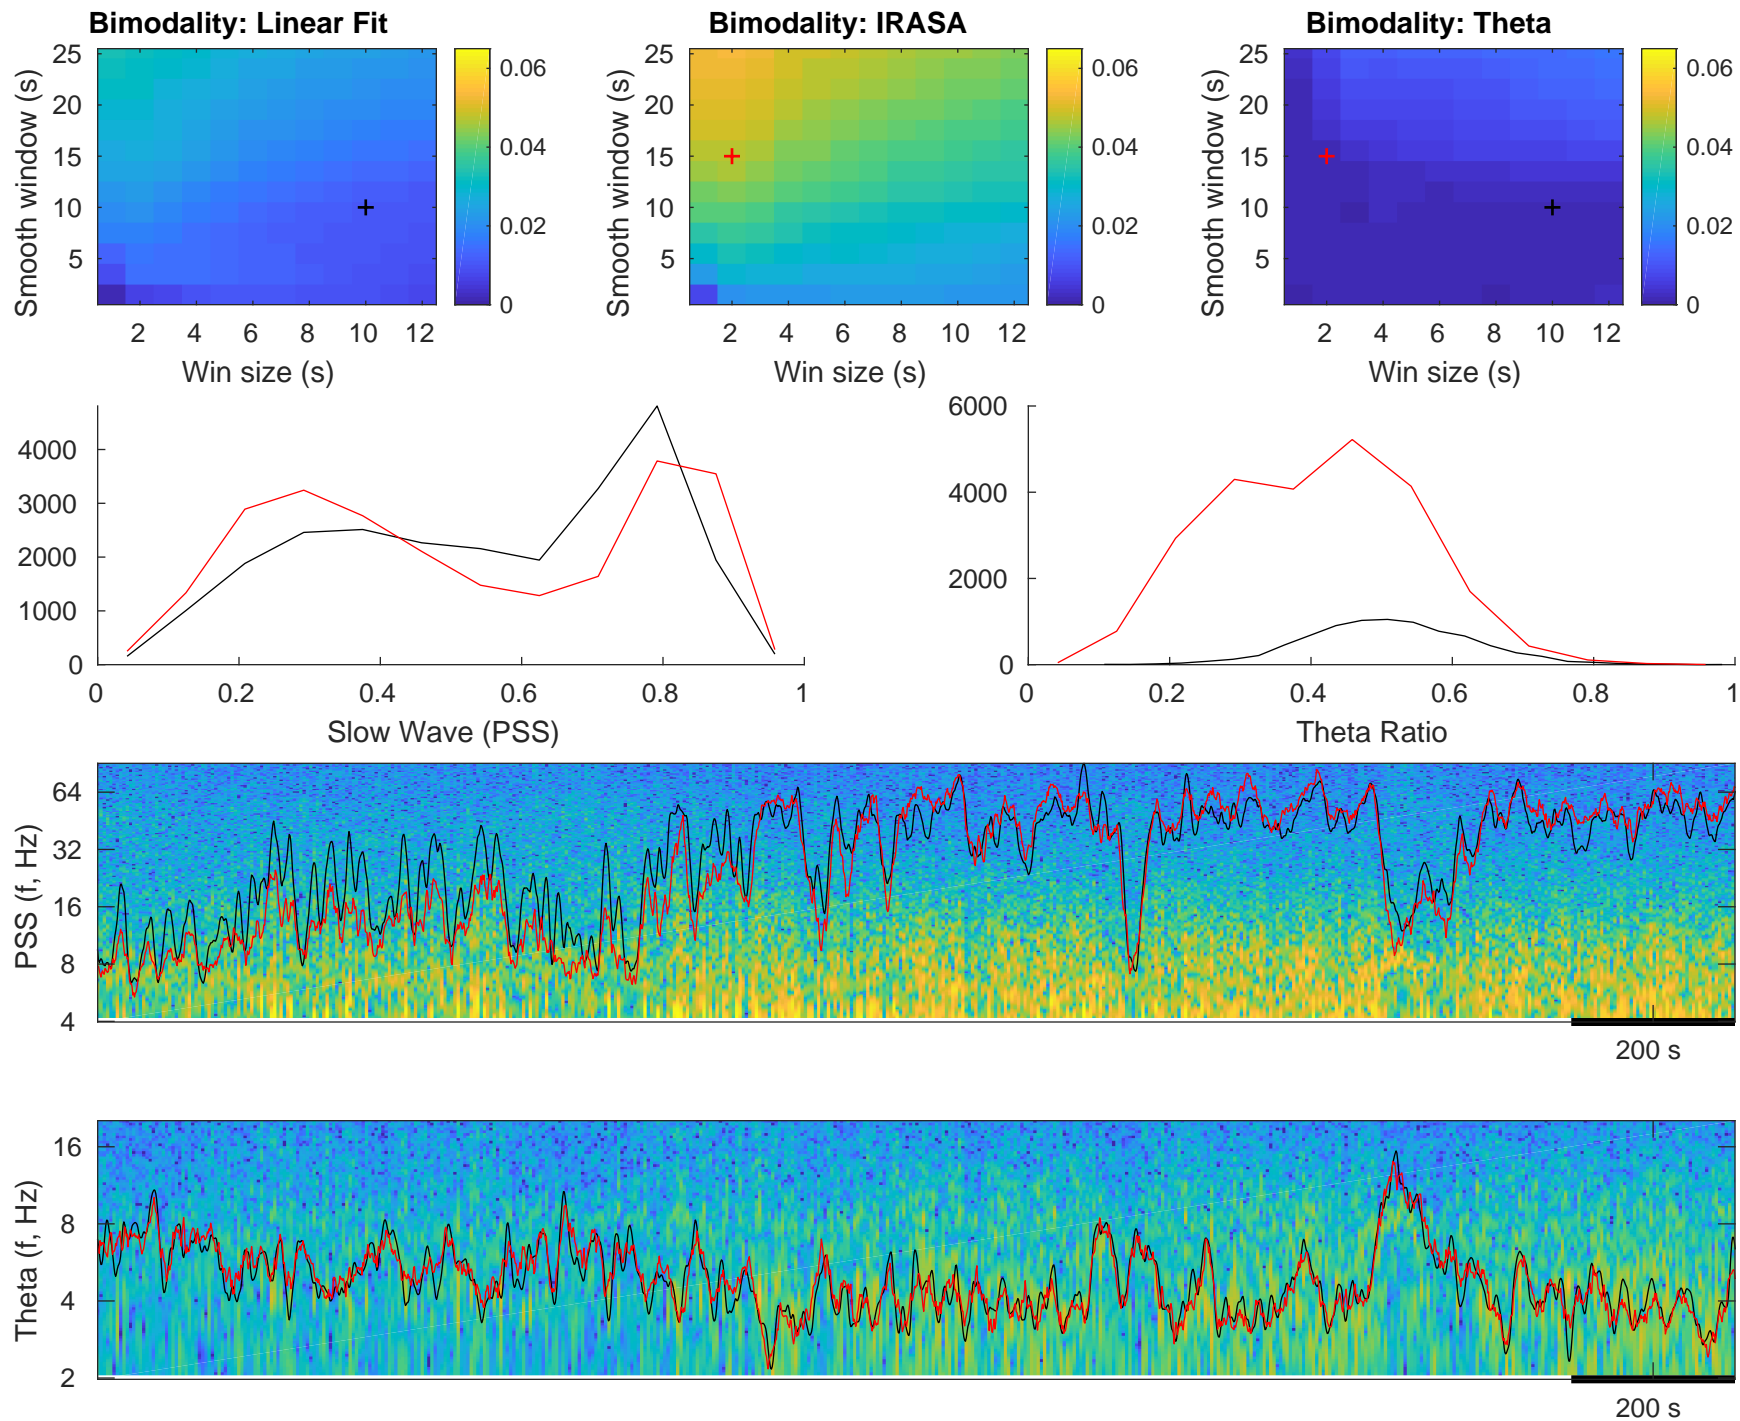 Bimodality: Linear Fit
Bimodality: IRASA
Bimodality: Theta
Smooth window (s)
25
20
15
10
5
2 4 6 8 10 12
Win size (s)
0.06
0.04
0.02
0
Smooth window (s)
25
20
15
10
5
2 4 6 8 10 12
Win size (s)
0.06
0.04
0.02
0
Smooth window (s)
25
20
15
10
5
2 4 6 8 10 12
Win size (s)
0.06
0.04
0.02
0
4000
3000
2000
1000
0
0 0.2 0.4 0.6 0.8 1
Slow Wave (PSS)
6000
4000
2000
0
0 0.2 0.4 0.6 0.8 1
Theta Ratio
PSS (f, Hz)
64
32
16
8
4
200 s
Theta (f, Hz)
16
8
4
2
200 s